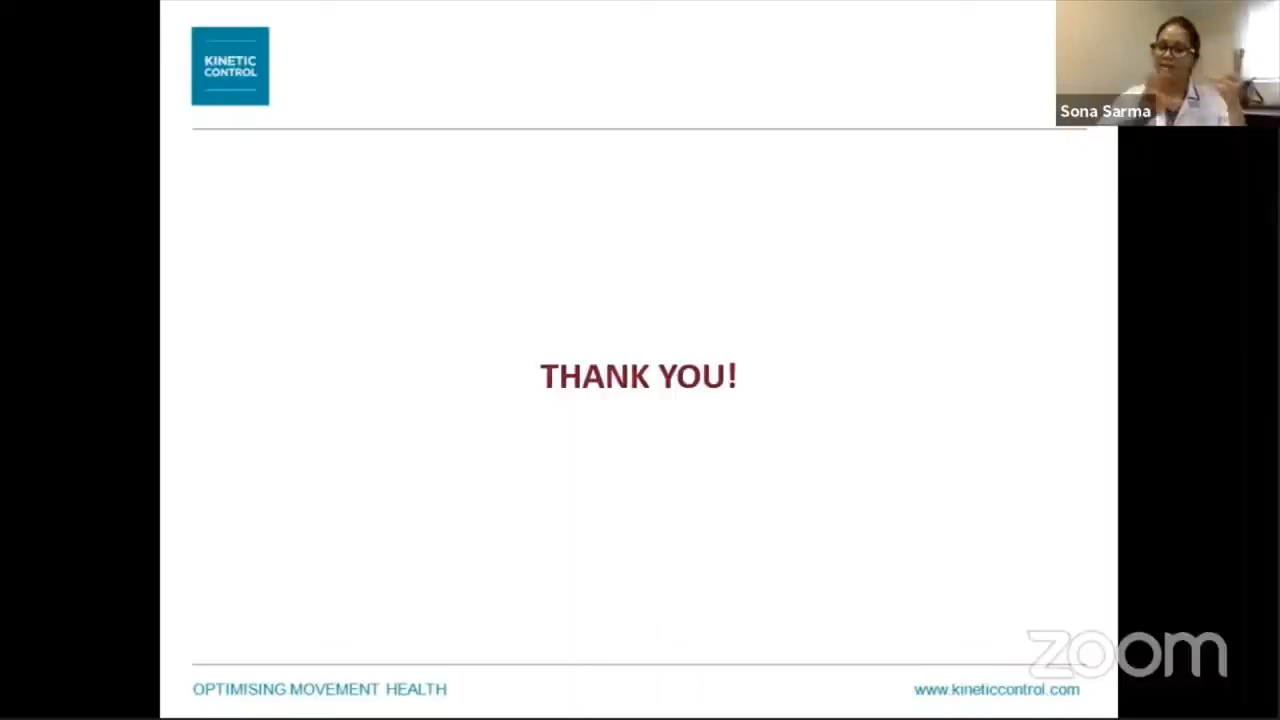 KINETIC
CONTROL
Sona Sarma
THANK YOU!
zoom
OPTIMISING MOVEMENT HEALTH
www.kineticcontrol.com